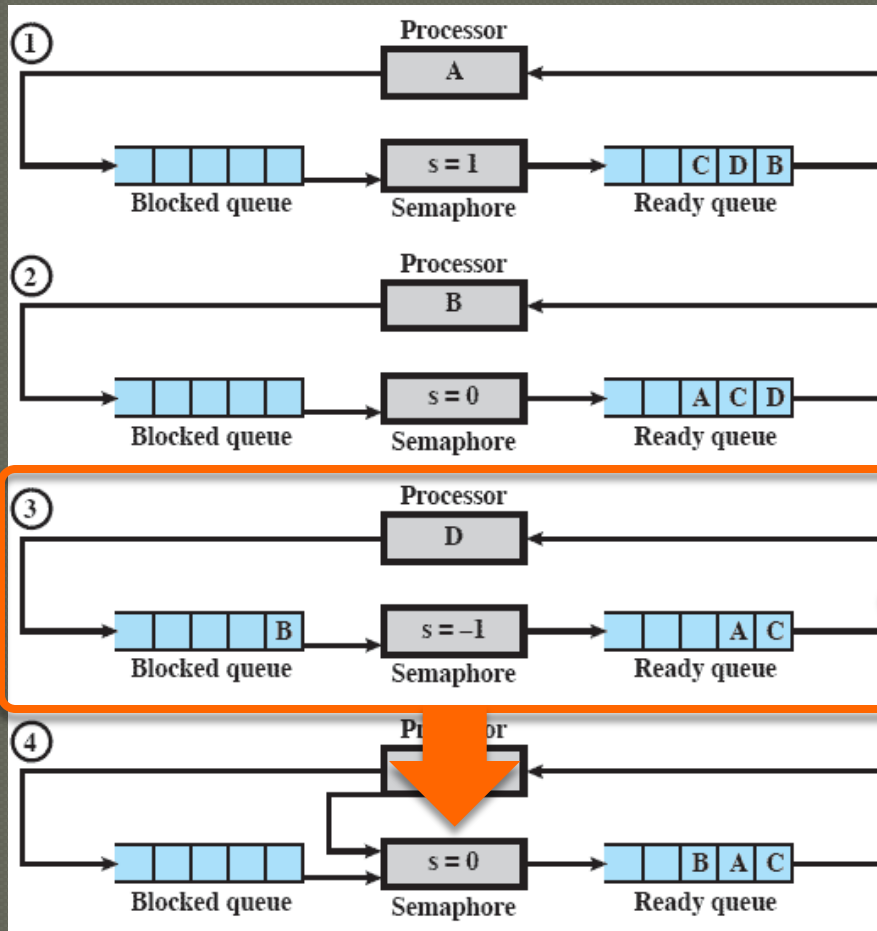 1
Processor
A
C D B
s = 1
Blocked queue
Semaphore
Ready queue
2
Processor
B
A C D
s = 0
Blocked queue
Semaphore
Ready queue
3
Processor
D
B
s = –1
A C
Blocked queue
Semaphore
Ready queue
4
s = 0
B A C
Blocked queue
Semaphore
Ready queue